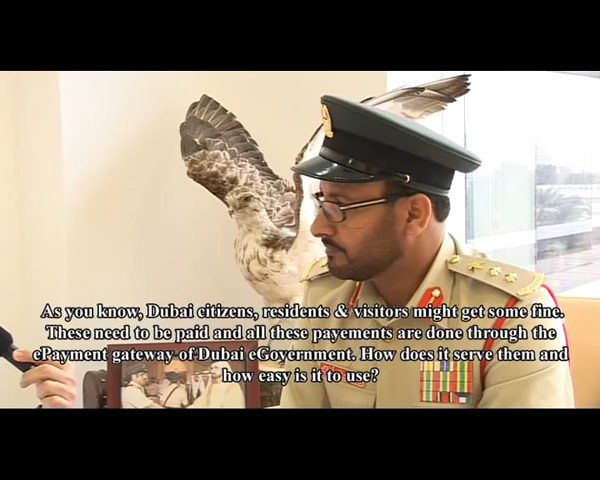 As you know, Dubai citizens, residents & visitors might get some fine.
These need to be paid and all these payements are done through the
ePayment gateway of Dubai eGovernment. How does it serve them and
how easy is it to use?